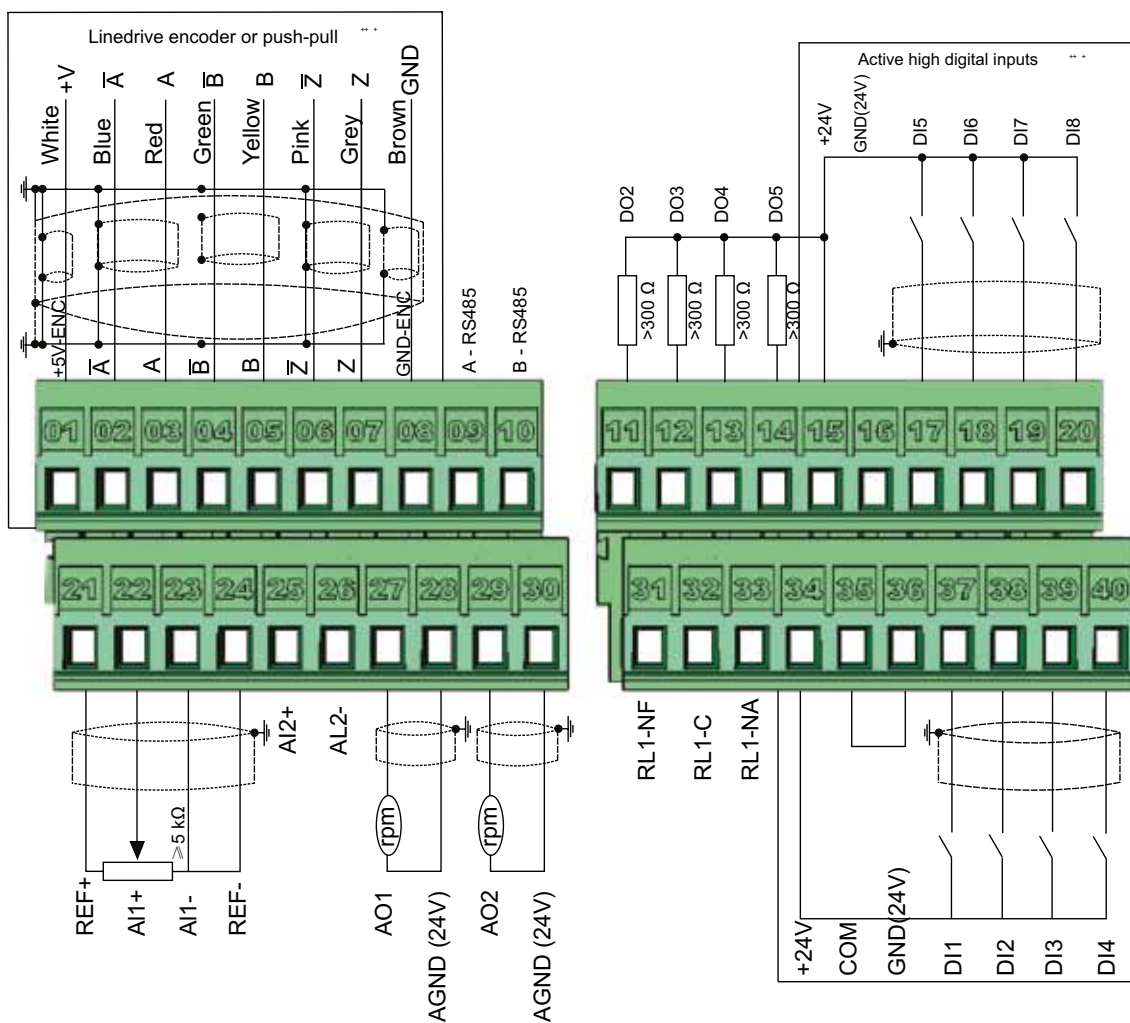 Linedrive encoder or push-pull ++ +
White +V
Blue A̅
Red A
Green B̅
Yellow B
Pink Z̅
Grey Z
Brown GND
+5V-ENC
A̅
A
B̅
B
Z̅
Z
GND-ENC
A - RS485
B - RS485
01 02 03 04 05 06 07 08 09 10
21 22 23 24 25 26 27 28 29 30
≥5 kΩ
REF+
AI1+
AI1-
REF-
AI2+
AL2-
rpm
rpm
AO1
AGND (24V)
AO2
AGND (24V)
Active high digital inputs ++ +
DO2
DO3
DO4
DO5
+24V
GND(24V)
DI5
DI6
DI7
DI8
>300 Ω
>300 Ω
>300 Ω
>300 Ω
11 12 13 14 15 16 17 18 19 20
31 32 33 34 35 36 37 38 39 40
RL1-NF
RL1-C
RL1-NA
+24V
COM
GND(24V)
DI1
DI2
DI3
DI4